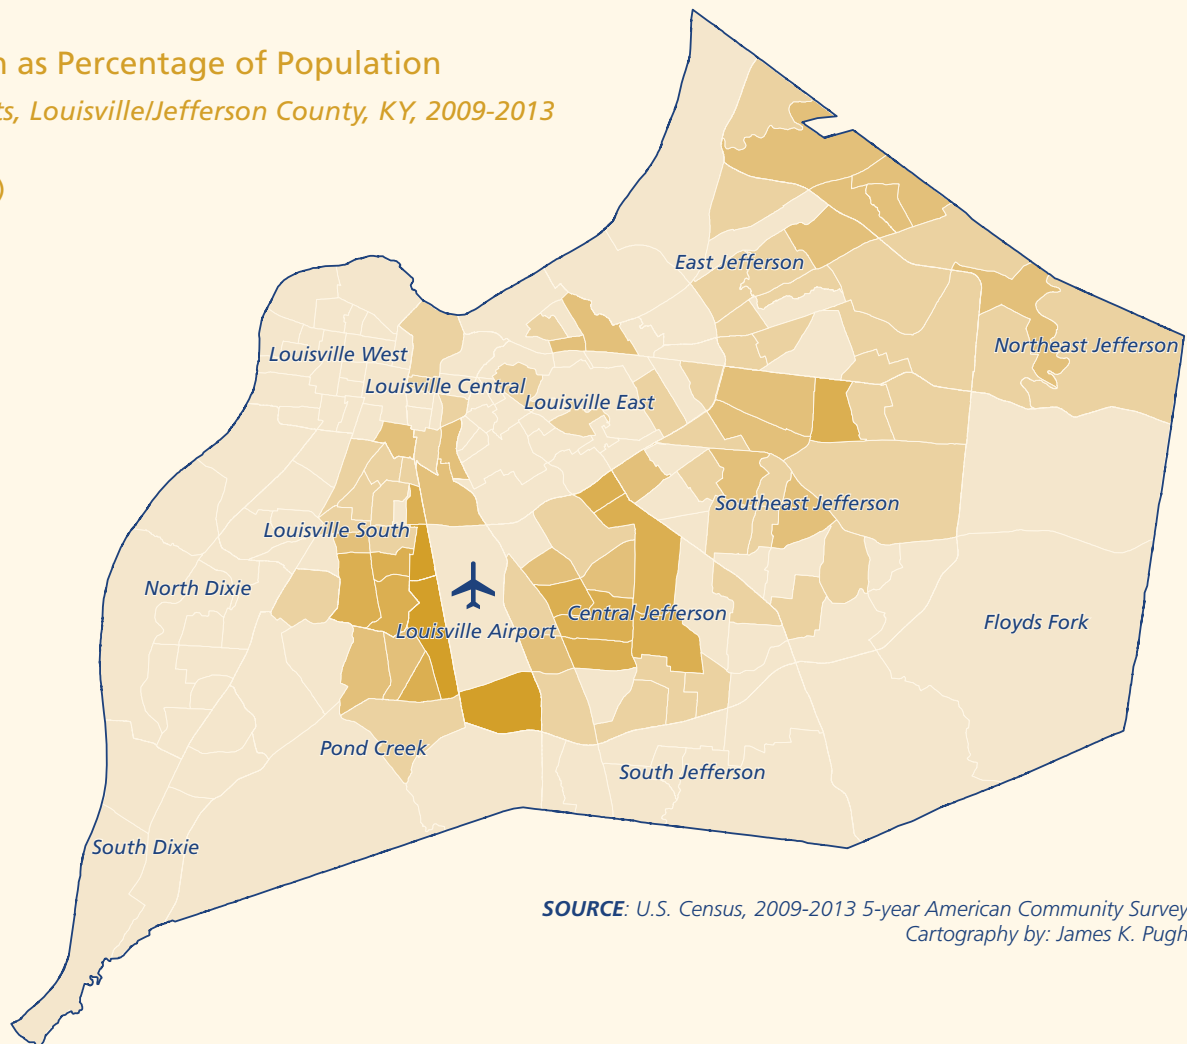 n as Percentage of Population
ts, Louisville/Jefferson County, KY, 2009-2013
)
East Jefferson
Northeast Jefferson
Louisville West
Louisville Central
Louisville East
Southeast Jefferson
Louisville South
North Dixie
Central Jefferson
Floyds Fork
Louisville Airport
Pond Creek
South Jefferson
South Dixie
SOURCE: U.S. Census, 2009-2013 5-year American Community Survey
Cartography by: James K. Pugh